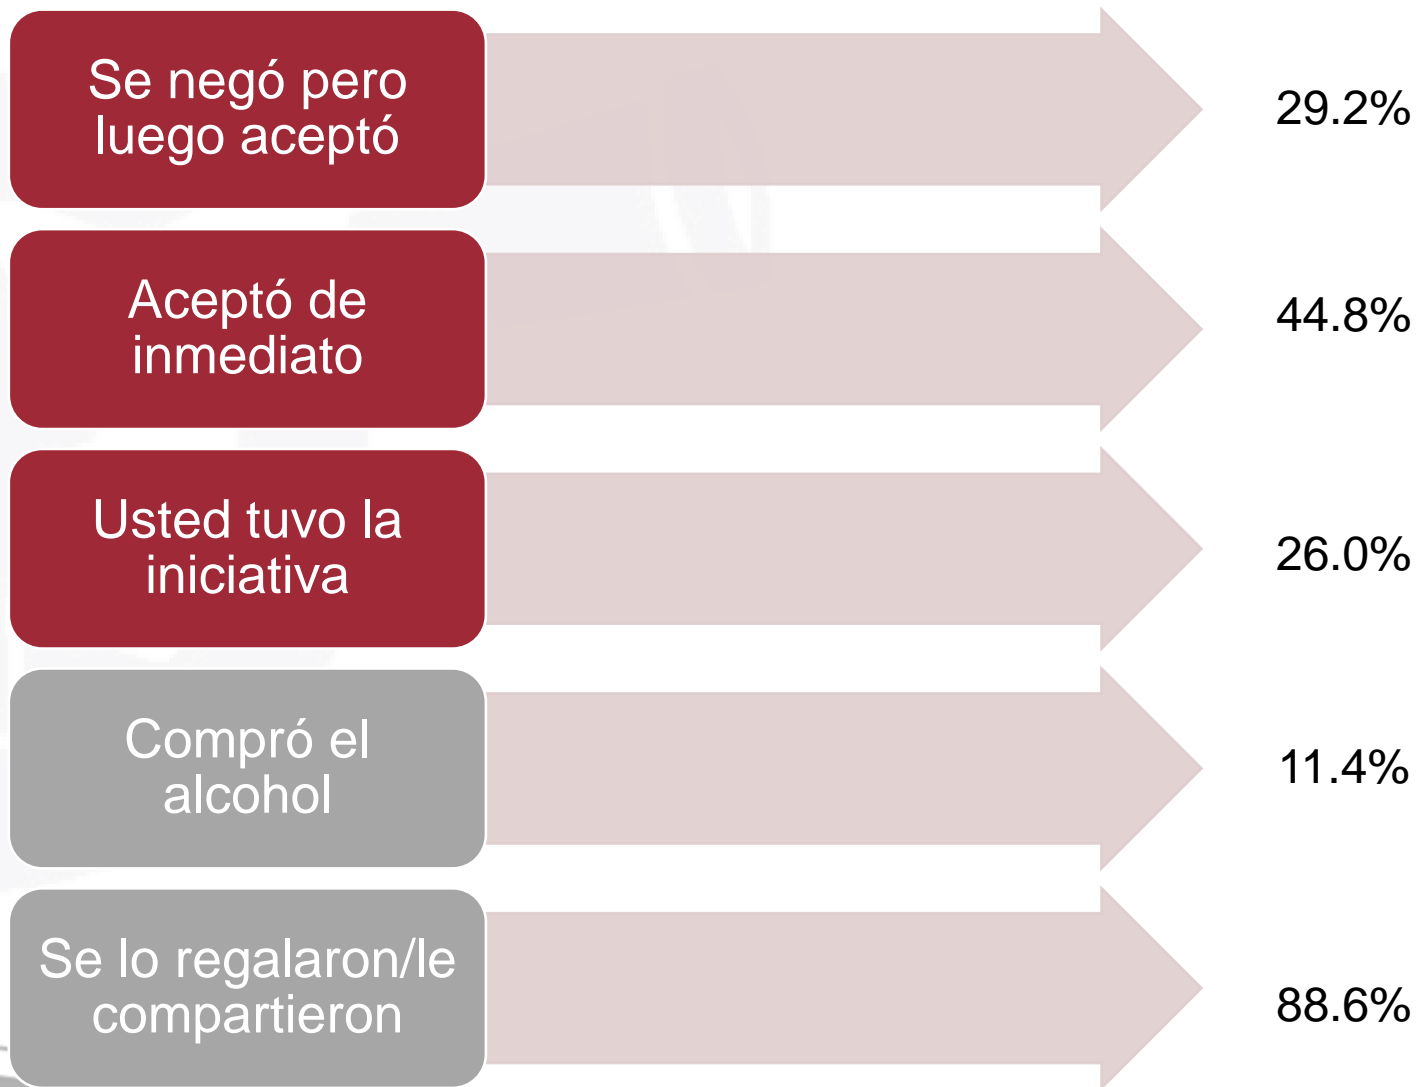 Se negó pero
luego aceptó
29.2%
Aceptó de
inmediato
44.8%
Usted tuvo la
iniciativa
26.0%
Compró el
alcohol
11.4%
Se lo regalaron/le
compartieron
88.6%